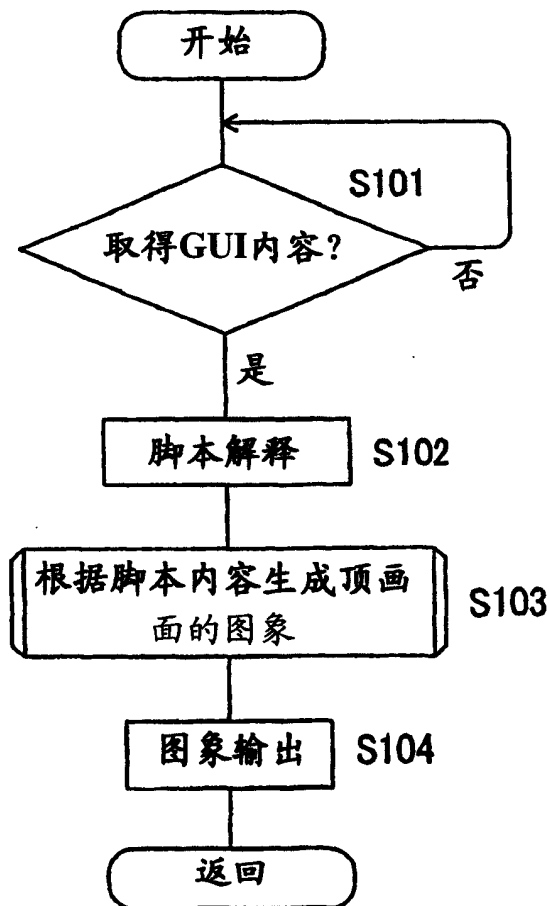 开始
S101
取得GUI内容？
否
是
脚本解释
S102
根据脚本内容生成顶画
面的图象
S103
图象输出
S104
返回